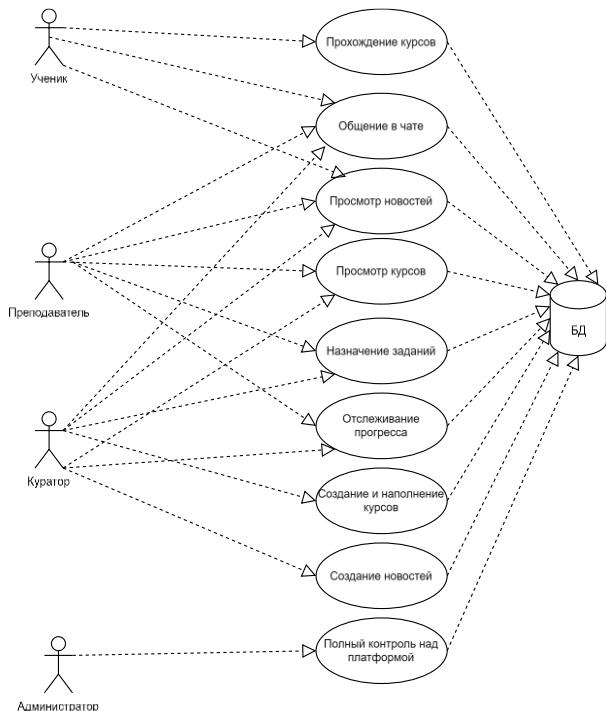 Прохождение курсов
Ученик
Общение в чате
Просмотр новостей
Просмотр курсов
Преподаватель
БД
Назначение заданий
Отслеживание
прогресса
Куратор
Создание и наполнение
курсов
Создание новостей
Полный контроль над
платформой
Администратор